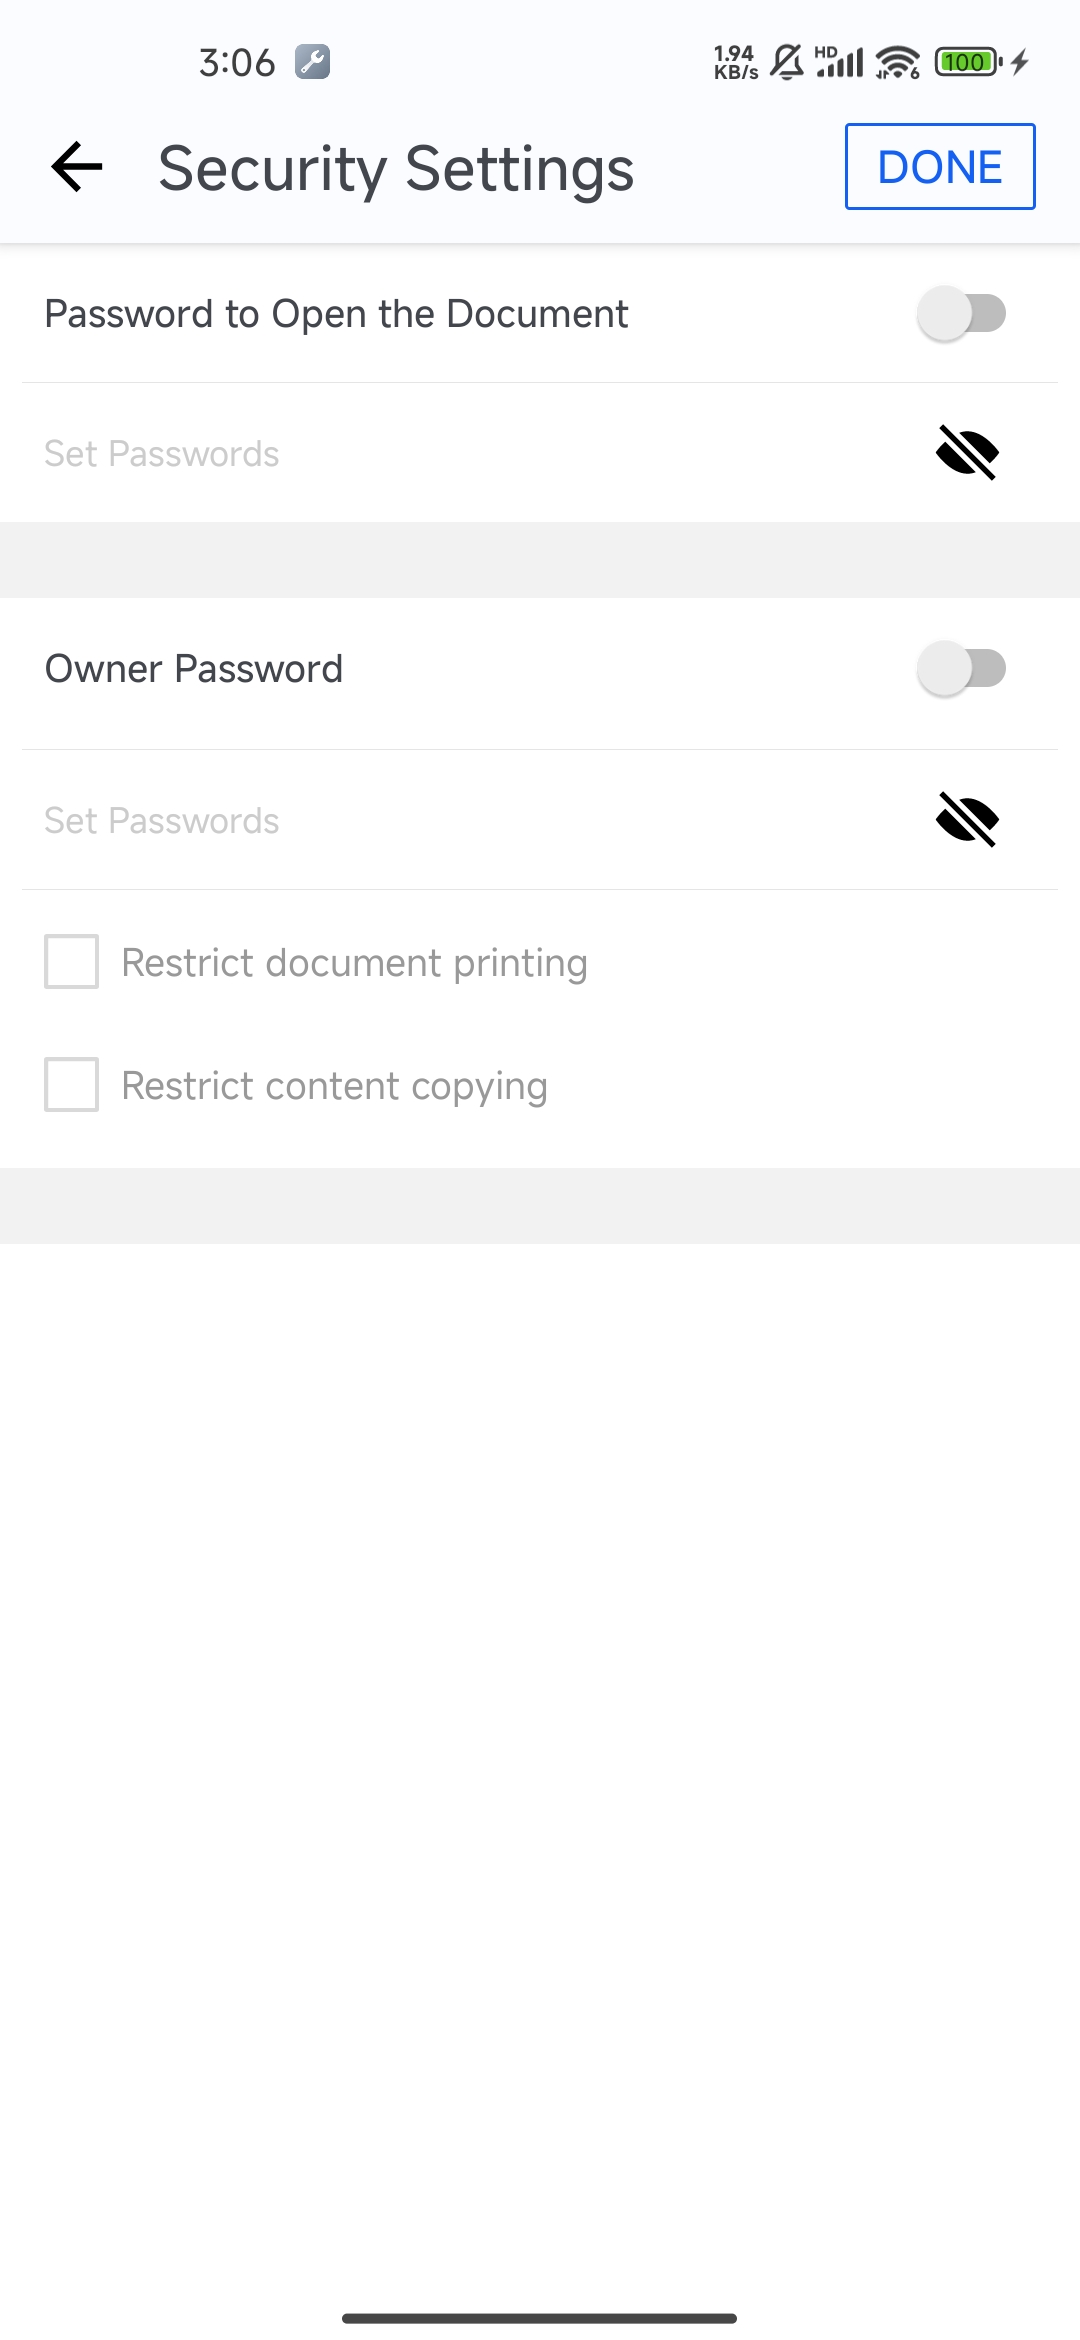 3:06
1.94
KB/s
HD
6
100
Security Settings
DONE
Password to Open the Document
Set Passwords
Owner Password
Set Passwords
Restrict document printing
Restrict content copying